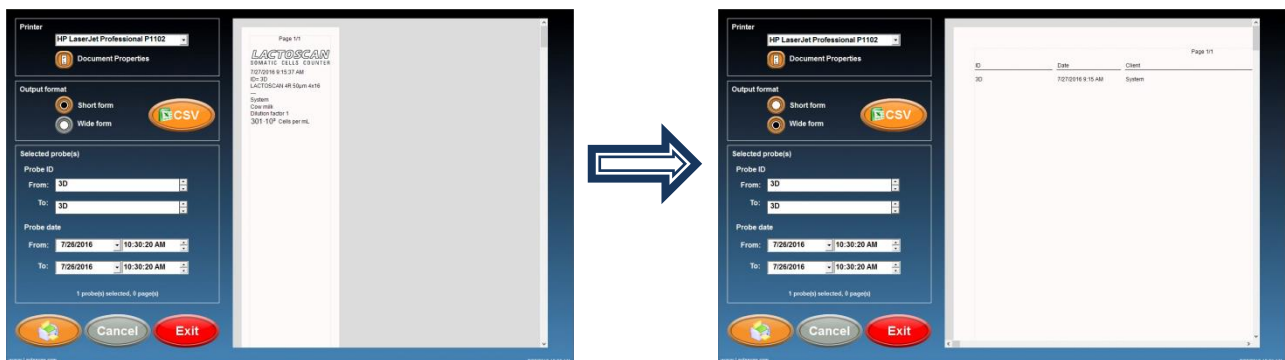 Printer
HP LaserJet Professional P1102
Document Properties
Output format
Short form
Wide form
CSV
Selected probe(s)
Probe ID
From: 3D
To: 3D
Probe date
From: 7/26/2016 10:30:20 AM
To: 7/26/2016 10:30:20 AM
1 probe(s) selected, 0 page(s)
Cancel
Exit
Page 1/1
LACTOSCAN
SOMATIC CELLS COUNTER
7/27/2016 9:15:37 AM
ID= 3D
LACTOSCAN 4R 50µm 4x16
---
System
Cow milk
Dilution factor 1
301·10³ Cells per mL
Printer
HP LaserJet Professional P1102
Document Properties
Output format
Short form
Wide form
CSV
Selected probe(s)
Probe ID
From: 3D
To: 3D
Probe date
From: 7/26/2016 10:30:20 AM
To: 7/26/2016 10:30:20 AM
1 probe(s) selected, 0 page(s)
Cancel
Exit
Page 1/1
ID Date Client
3D 7/27/2016 9:15 AM System